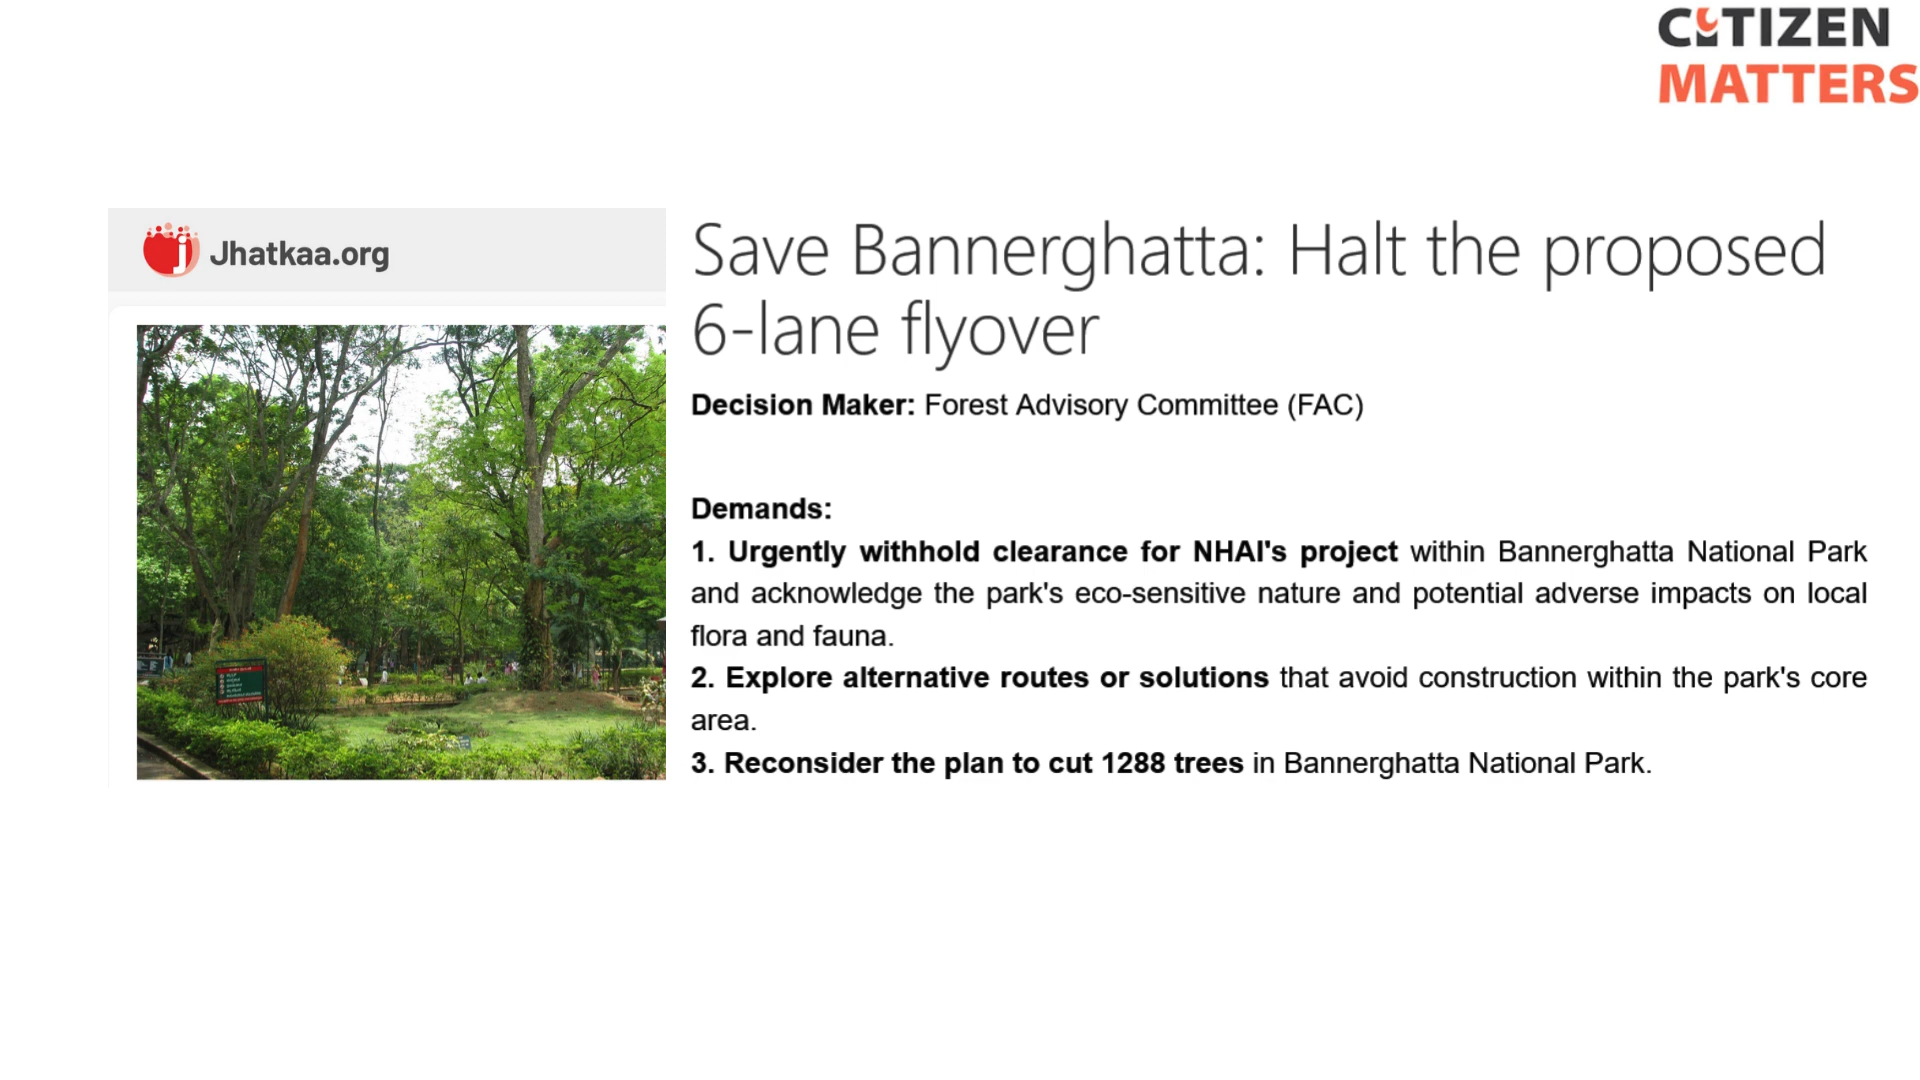 CITIZEN
MATTERS
Jhatkaa.org
Save Bannerghatta: Halt the proposed
6-lane flyover
Decision Maker: Forest Advisory Committee (FAC)
Demands:
1. Urgently withhold clearance for NHAI's project within Bannerghatta National Park
and acknowledge the park's eco-sensitive nature and potential adverse impacts on local
flora and fauna.
2. Explore alternative routes or solutions that avoid construction within the park's core
area.
3. Reconsider the plan to cut 1288 trees in Bannerghatta National Park.